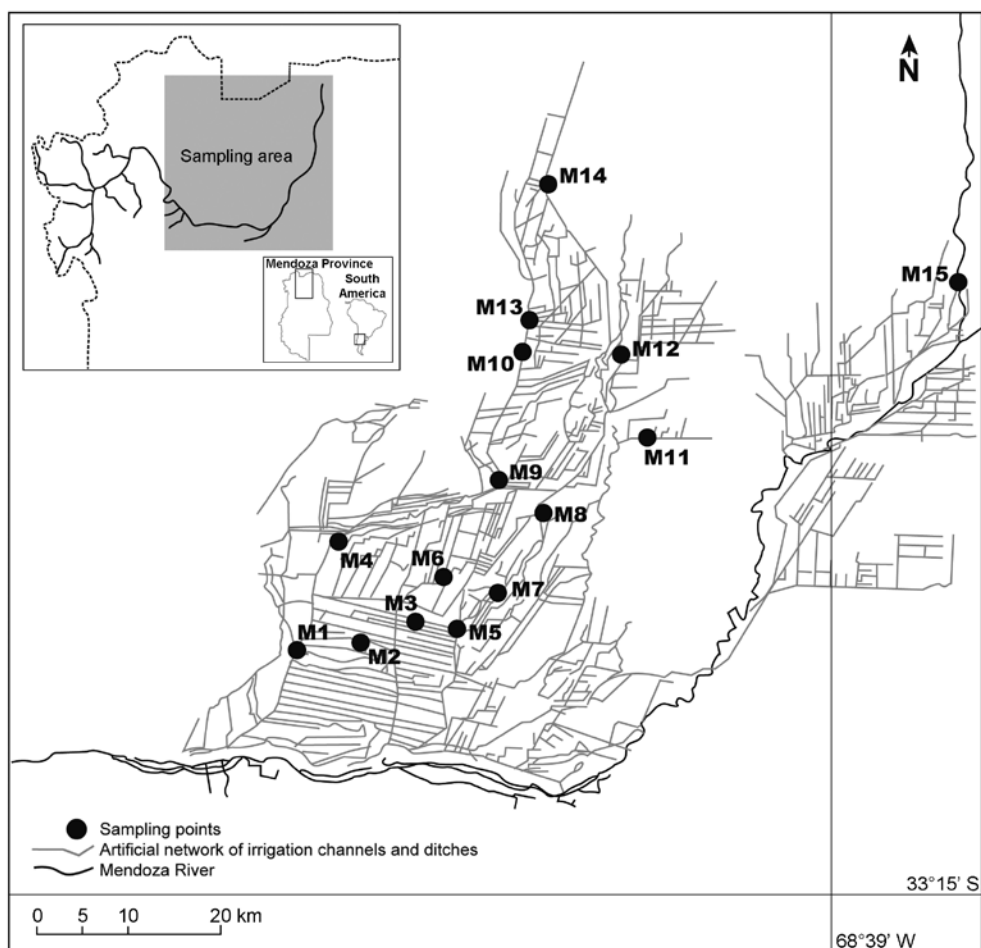 N
Sampling area
Mendoza Province
South
America
M14
M15
M13
M10
M12
M11
M9
M8
M4
M6
M7
M3
M5
M1
M2
Sampling points
Artificial network of irrigation channels and ditches
Mendoza River
33°15' S
0 5 10 20 km
68°39' W